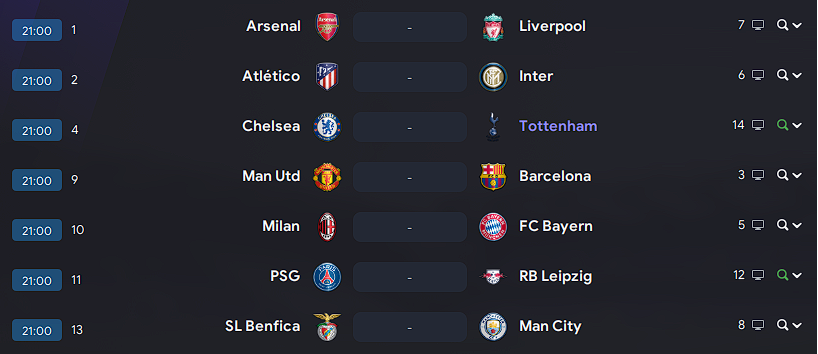 21:00 1 Arsenal - Liverpool 7
21:00 2 Atlético - Inter 6
21:00 4 Chelsea - Tottenham 14
21:00 9 Man Utd - Barcelona 3
21:00 10 Milan - FC Bayern 5
21:00 11 PSG - RB Leipzig 12
21:00 13 SL Benfica - Man City 8